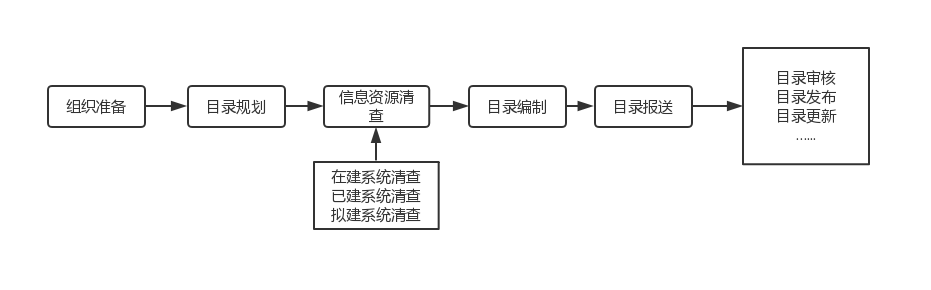 组织准备
目录规划
信息资源清
查
目录编制
目录报送
目录审核
目录发布
目录更新
……
在建系统清查
已建系统清查
拟建系统清查